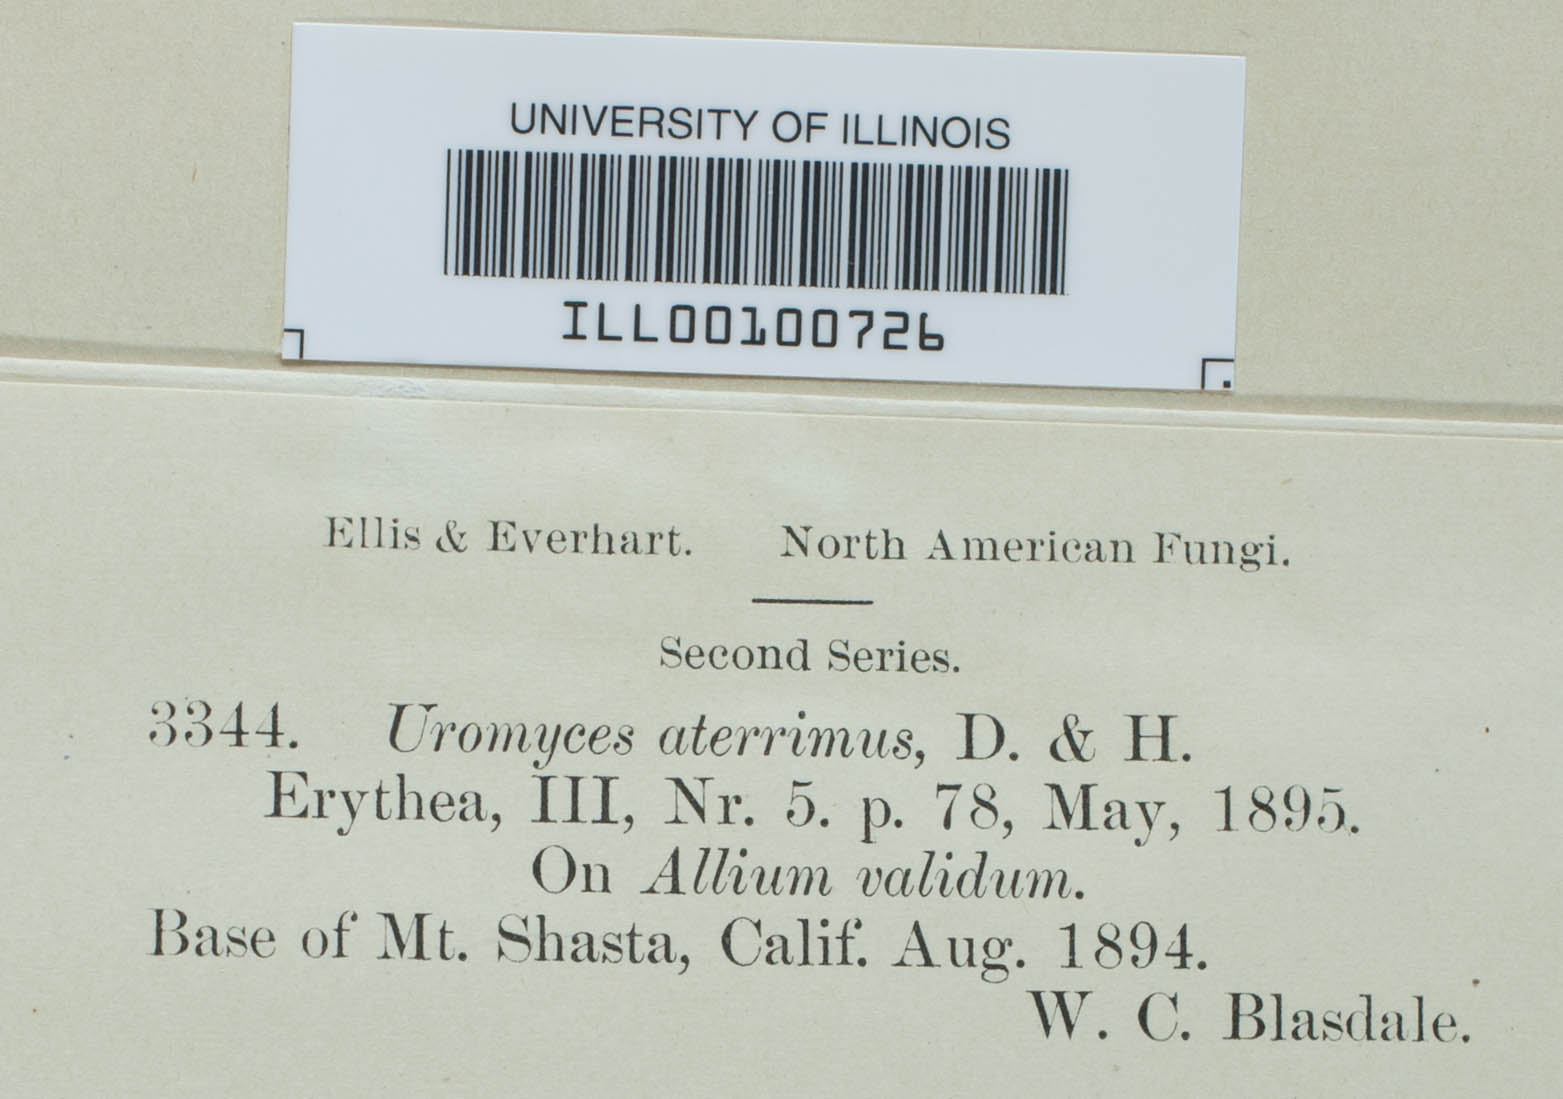 UNIVERSITY OF ILLINOIS
ILL00100726
Ellis & Everhart. North American Fungi.
Second Series.
3344. Uromyces aterrimus, D. & H.
Erythea, III, Nr. 5. p. 78, May, 1895.
On Allium validum.
Base of Mt. Shasta, Calif. Aug. 1894.
W. C. Blasdale.